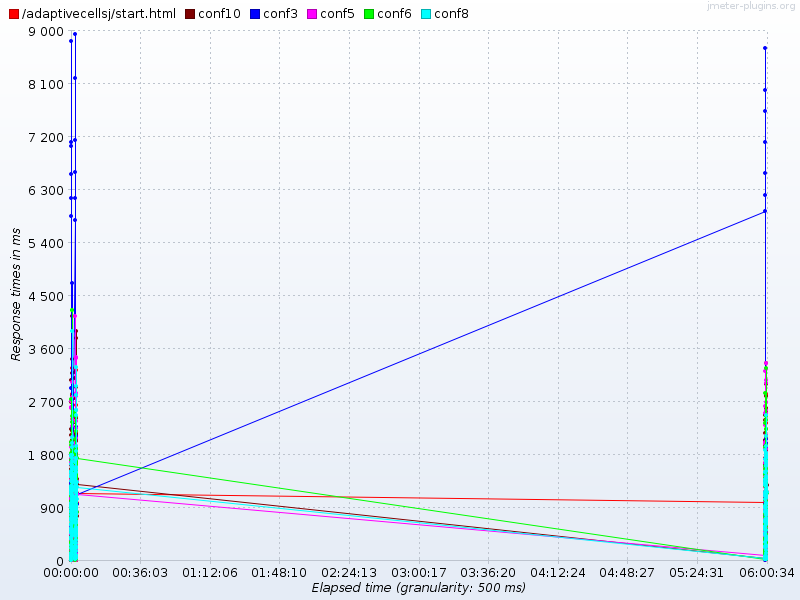 /adaptivecellsj/start.html conf10 conf3 conf5 conf6 conf8
jmeter-plugins.org
9 000
8 100
7 200
6 300
5 400
4 500
3 600
2 700
1 800
900
0
Response times in ms
00:00:00 00:36:03 01:12:06 01:48:10 02:24:13 03:00:17 03:36:20 04:12:24 04:48:27 05:24:31 06:00:34
Elapsed time (granularity: 500 ms)